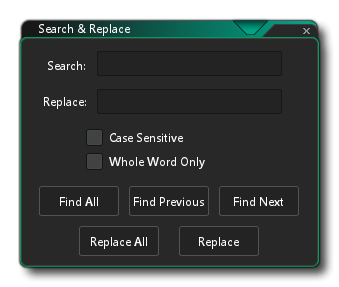 Search & Replace
Search:
Replace:
Case Sensitive
Whole Word Only
Find All Find Previous Find Next
Replace All Replace